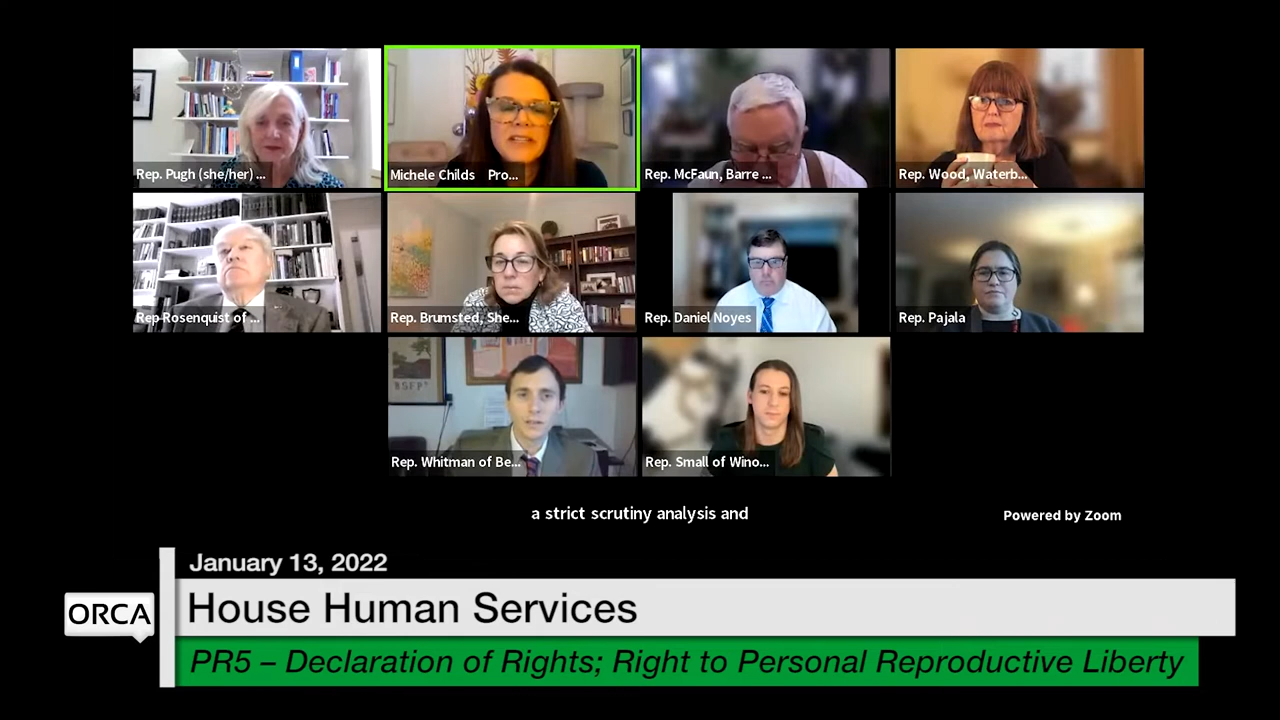 Rep. Pugh (she/her) ...
Michele Childs Pro...
Rep. McFaun, Barre ...
Rep. Wood, Waterb...
Rep Rosenquist of ...
Rep. Brumsted, She...
Rep. Daniel Noyes
Rep. Pajala
Rep. Whitman of Be...
Rep. Small of Wino...
a strict scrutiny analysis and
Powered by Zoom
January 13, 2022
ORCA
House Human Services
PR5 – Declaration of Rights; Right to Personal Reproductive Liberty